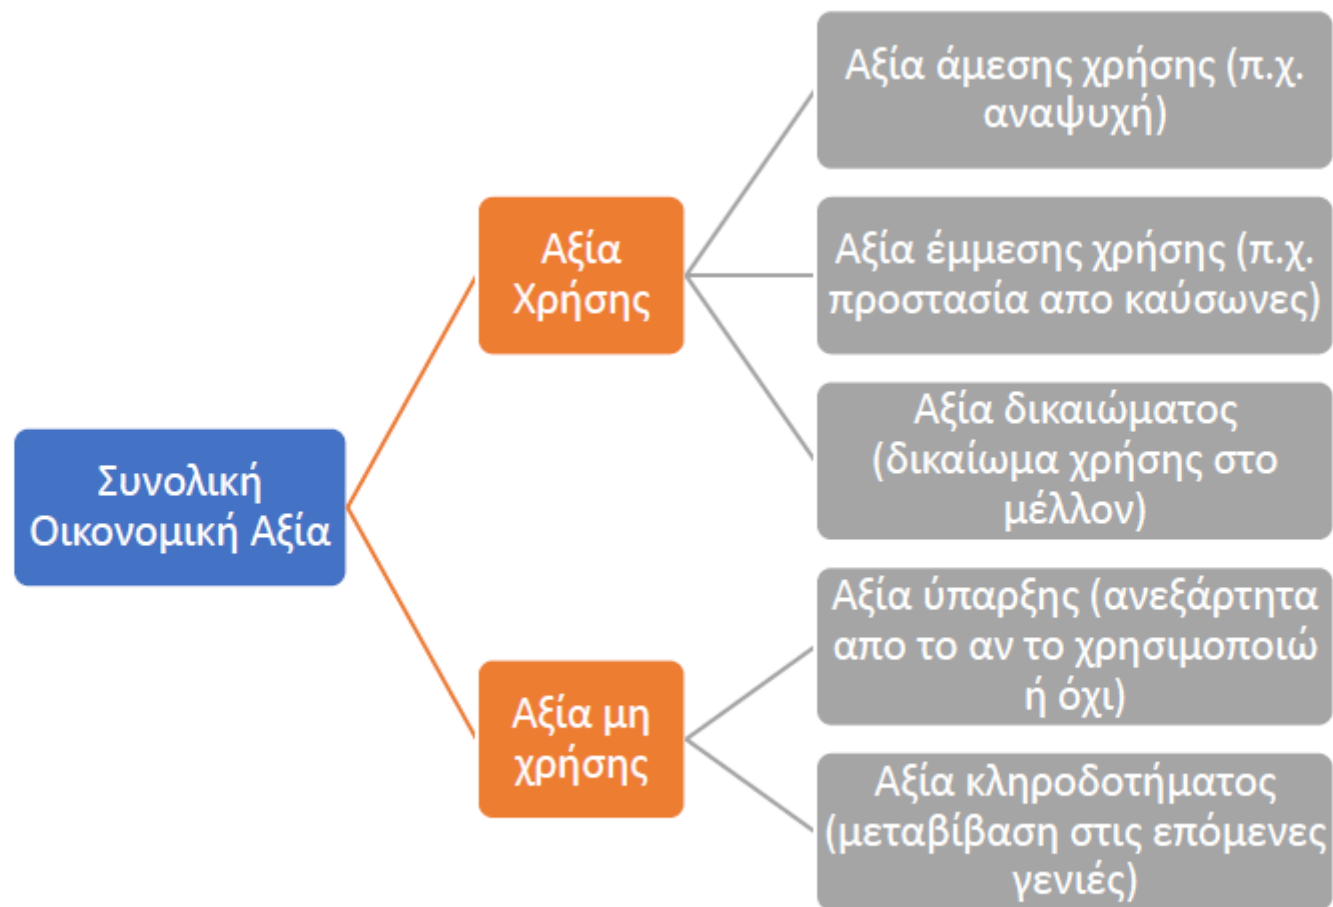 Αξία άμεσης χρήσης (π.χ.
αναψυχή)
Αξία
Χρήσης
Αξία έμμεσης χρήσης (π.χ.
προστασία απο καύσωνες)
Αξία δικαιώματος
(δικαίωμα χρήσης στο
μέλλον)
Συνολική
Οικονομική Αξία
Αξία ύπαρξης (ανεξάρτητα
απο το αν το χρησιμοποιώ
ή όχι)
Αξία μη
χρήσης
Αξία κληροδοτήματος
(μεταβίβαση στις επόμενες
γενιές)